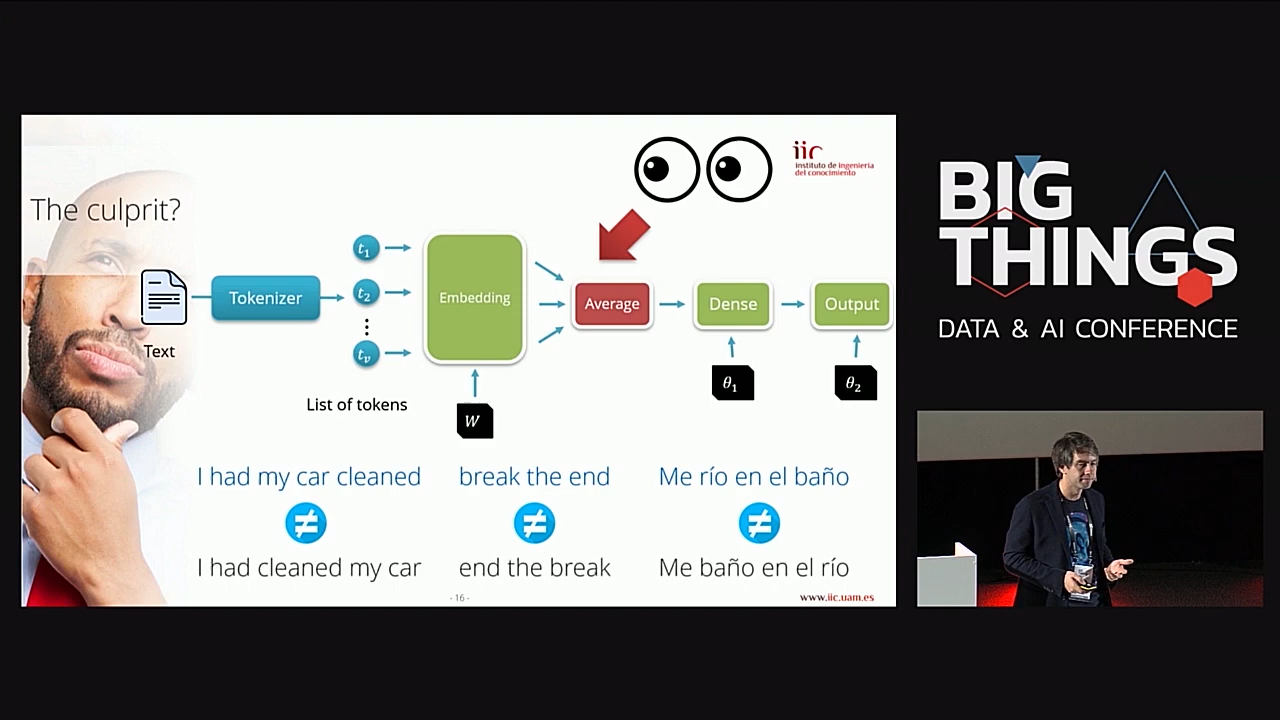 The culprit?
iic
instituto de ingeniería
del conocimiento
Text
Tokenizer
t₁
t₂
⋮
tᵥ
List of tokens
Embedding
W
Average
Dense
θ₁
Output
θ₂
I had my car cleaned
≠
I had cleaned my car
break the end
≠
end the break
Me río en el baño
≠
Me baño en el río
- 16 -
www.iic.uam.es
BIG
THINGS
DATA & AI CONFERENCE